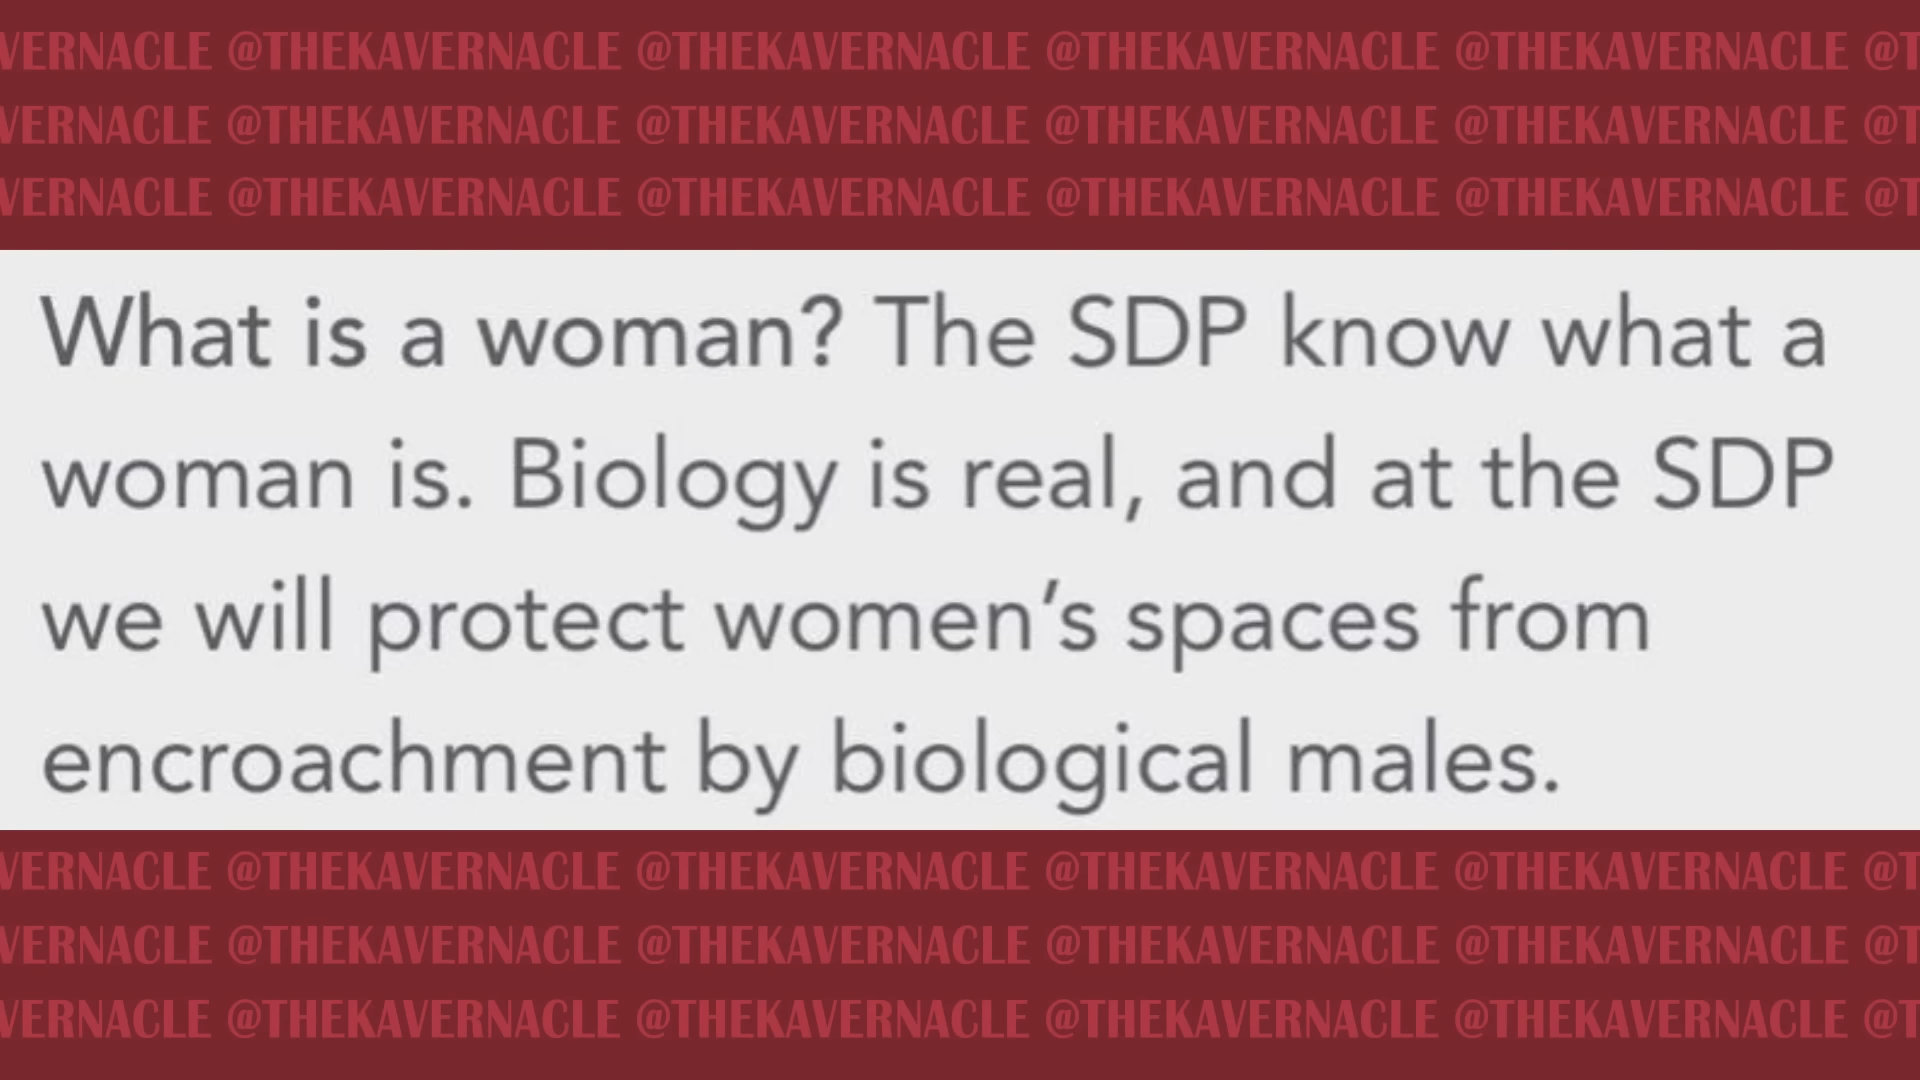 VERNACLE @THEKAVERNACLE @THEKAVERNACLE @THEKAVERNACLE @THEKAVERNACLE @T
VERNACLE @THEKAVERNACLE @THEKAVERNACLE @THEKAVERNACLE @THEKAVERNACLE @T
VERNACLE @THEKAVERNACLE @THEKAVERNACLE @THEKAVERNACLE @THEKAVERNACLE @T
What is a woman? The SDP know what a
woman is. Biology is real, and at the SDP
we will protect women’s spaces from
encroachment by biological males.
VERNACLE @THEKAVERNACLE @THEKAVERNACLE @THEKAVERNACLE @THEKAVERNACLE @T
VERNACLE @THEKAVERNACLE @THEKAVERNACLE @THEKAVERNACLE @THEKAVERNACLE @T
VERNACLE @THEKAVERNACLE @THEKAVERNACLE @THEKAVERNACLE @THEKAVERNACLE @T